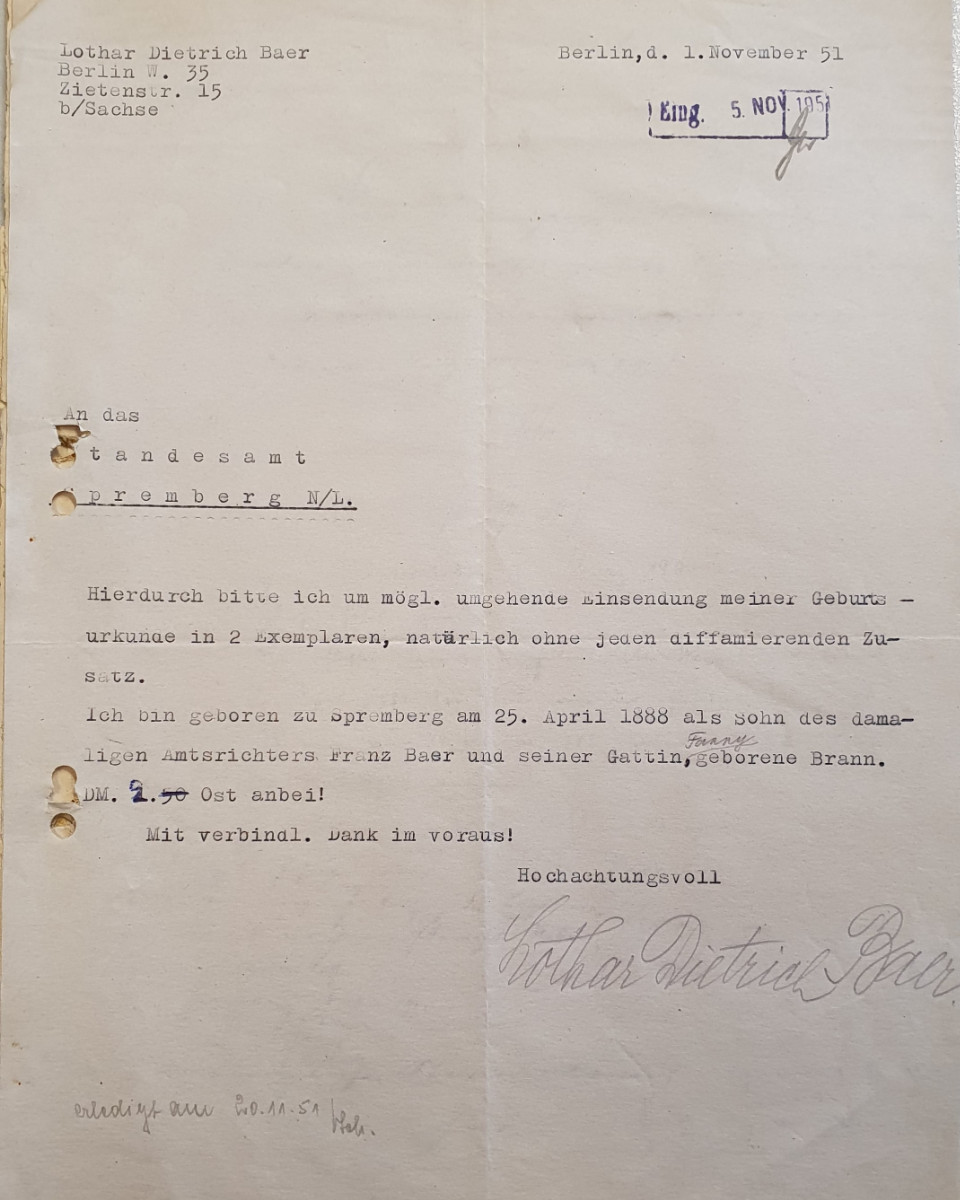 Lothar Dietrich Baer
Berlin W. 35
Zietenstr. 15
b/Sachse
Berlin,d. 1.November 51
Eing. 5. NOV. 195
An das
Standesamt
Spremberg N/L.
Hierdurch bitte ich um mögl. umgehende Einsendung meiner Geburts -
urkunde in 2 Exemplaren, natürlich ohne jeden diffamierenden Zu-
satz.
Ich bin geboren zu Spremberg am 25. April 1888 als Sohn des dama-
ligen Amtsrichters Franz Baer und seiner Gattin, Fanny geborene Brann.
DM. 2.50 Ost anbei!
Mit verbindl. Dank im voraus!
Hochachtungsvoll
Lothar Dietrich Baer.
erledigt am 20.11.51